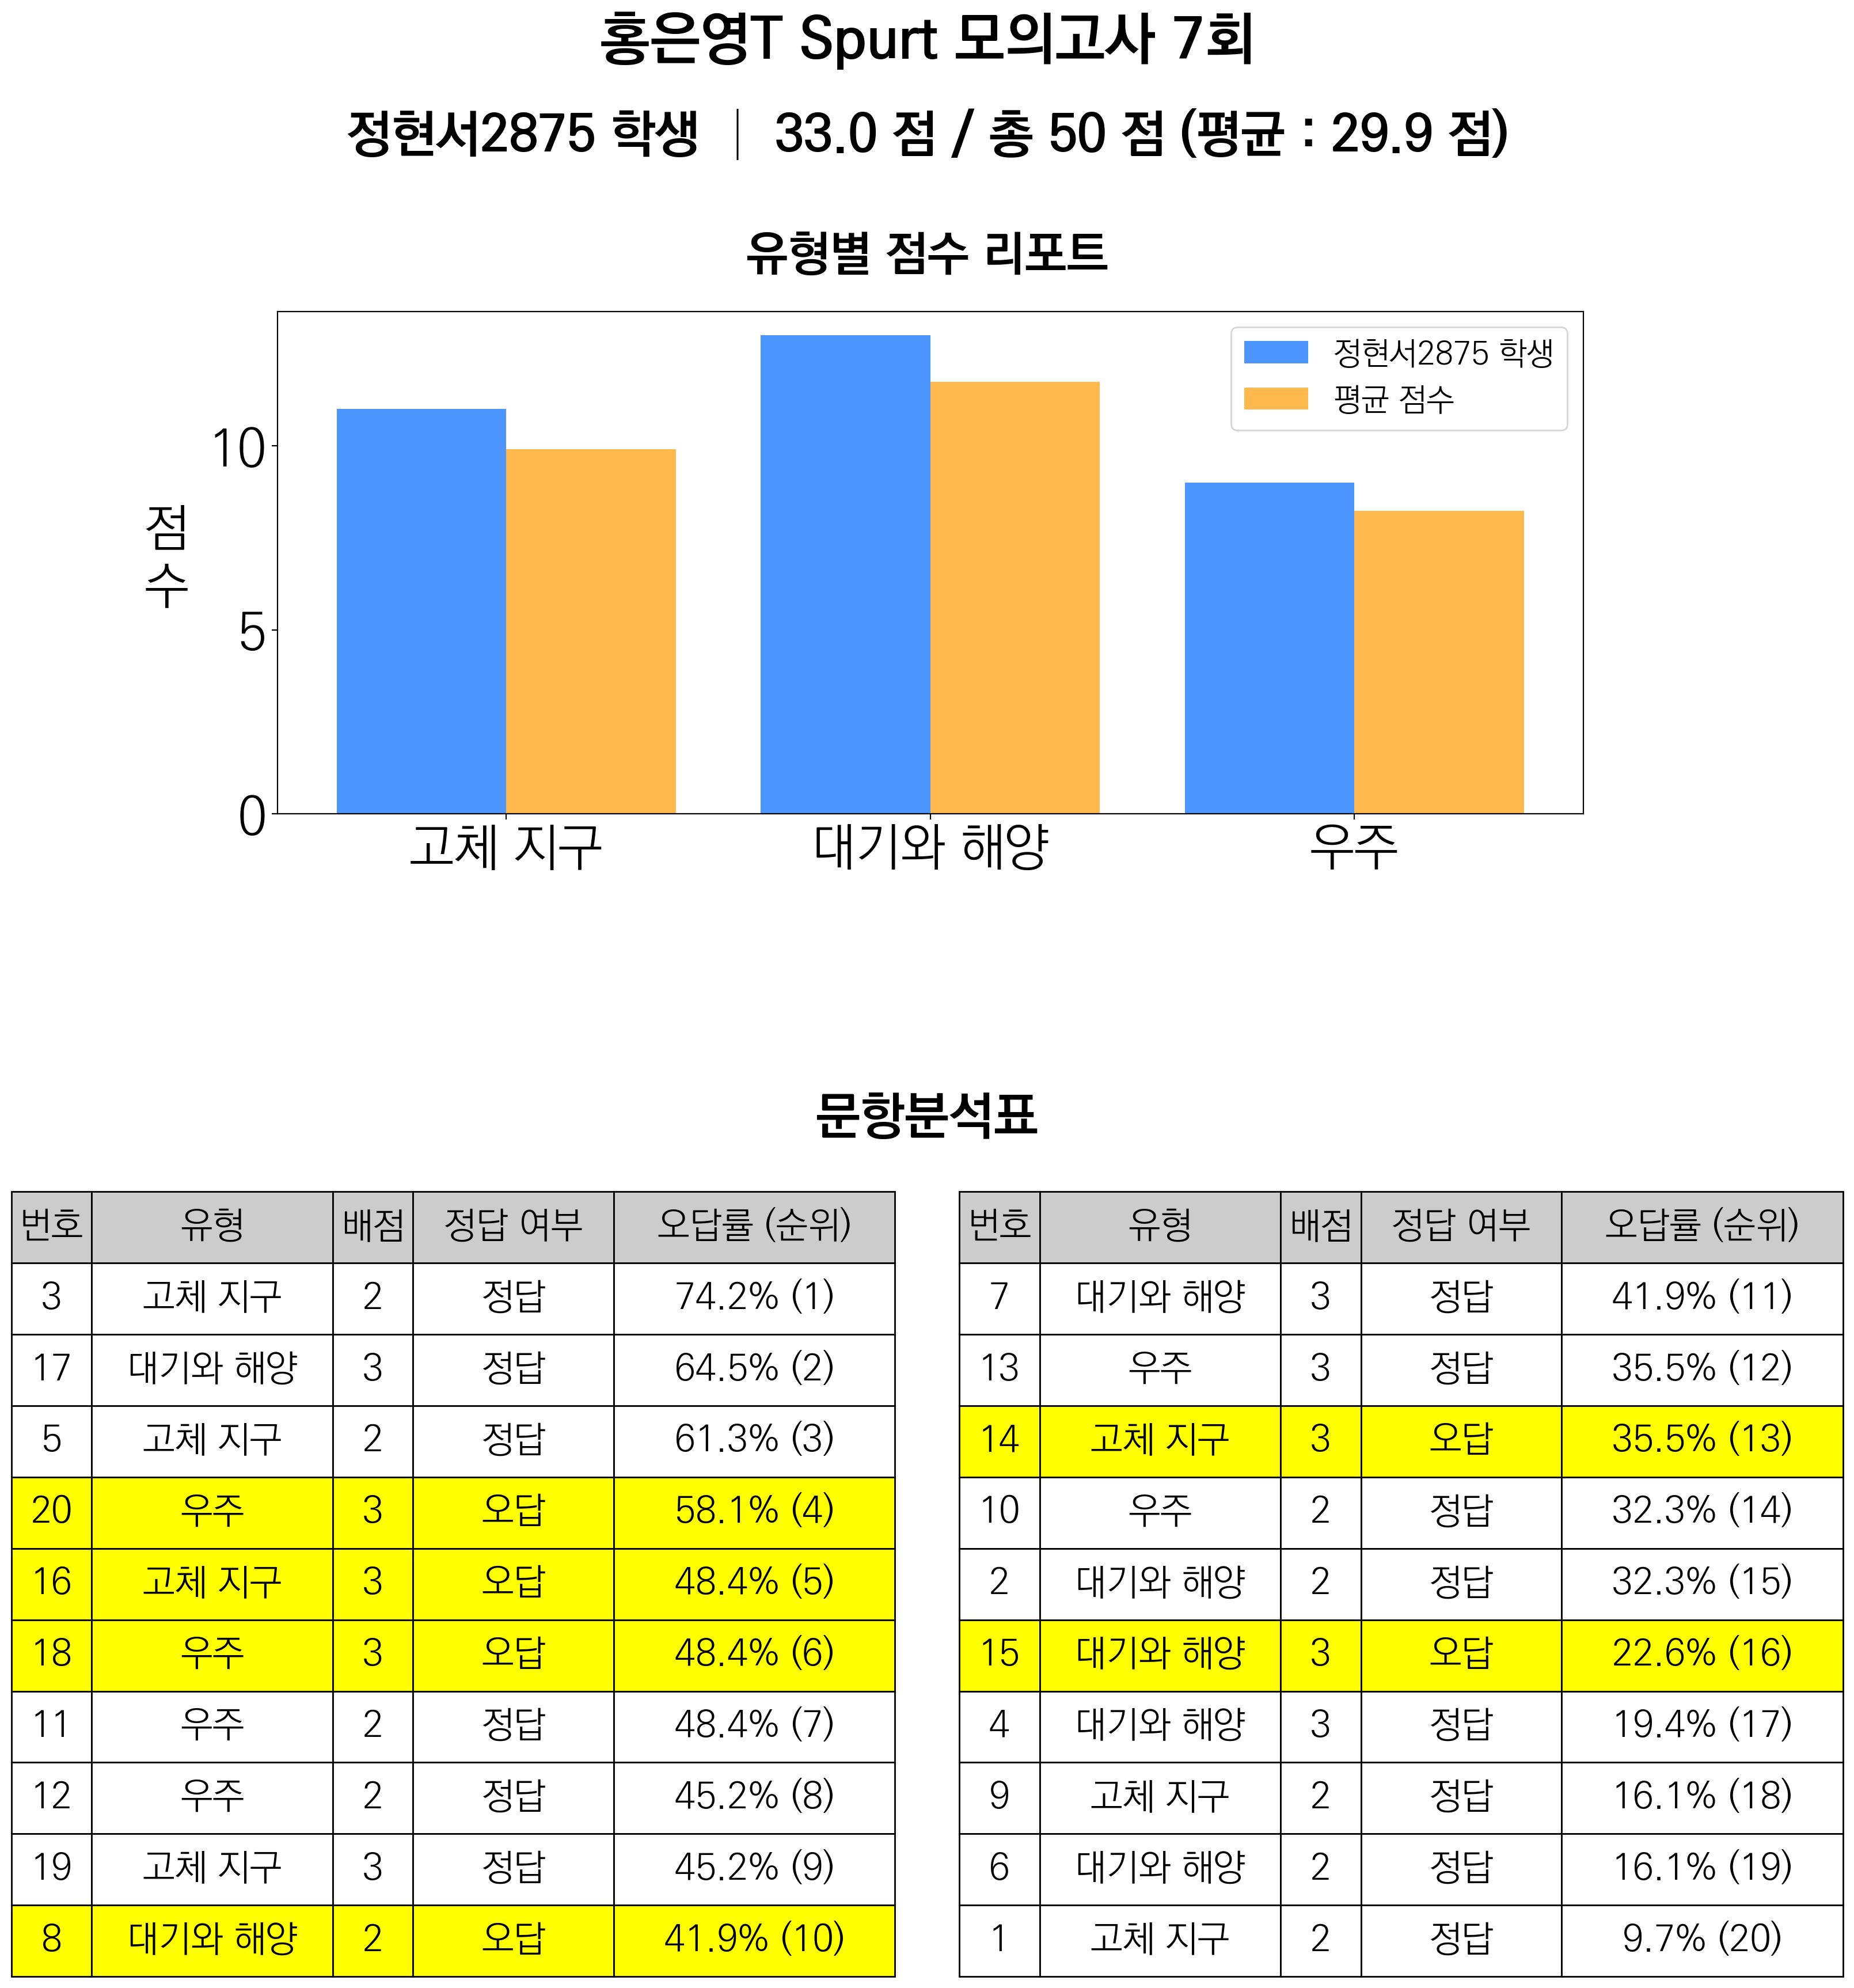 홍은영T Spurt 모의고사 7회
정현서2875 학생 | 33.0 점 / 총 50 점 (평균 : 29.9 점)
유형별 점수 리포트
정현서2875 학생
평균 점수
점
수
10
5
0
고체 지구 대기와 해양 우주
문항분석표
번호 유형 배점 정답 여부 오답률 (순위)
3 고체 지구 2 정답 74.2% (1)
17 대기와 해양 3 정답 64.5% (2)
5 고체 지구 2 정답 61.3% (3)
20 우주 3 오답 58.1% (4)
16 고체 지구 3 오답 48.4% (5)
18 우주 3 오답 48.4% (6)
11 우주 2 정답 48.4% (7)
12 우주 2 정답 45.2% (8)
19 고체 지구 3 정답 45.2% (9)
8 대기와 해양 2 오답 41.9% (10)
번호 유형 배점 정답 여부 오답률 (순위)
7 대기와 해양 3 정답 41.9% (11)
13 우주 3 정답 35.5% (12)
14 고체 지구 3 오답 35.5% (13)
10 우주 2 정답 32.3% (14)
2 대기와 해양 2 정답 32.3% (15)
15 대기와 해양 3 오답 22.6% (16)
4 대기와 해양 3 정답 19.4% (17)
9 고체 지구 2 정답 16.1% (18)
6 대기와 해양 2 정답 16.1% (19)
1 고체 지구 2 정답 9.7% (20)